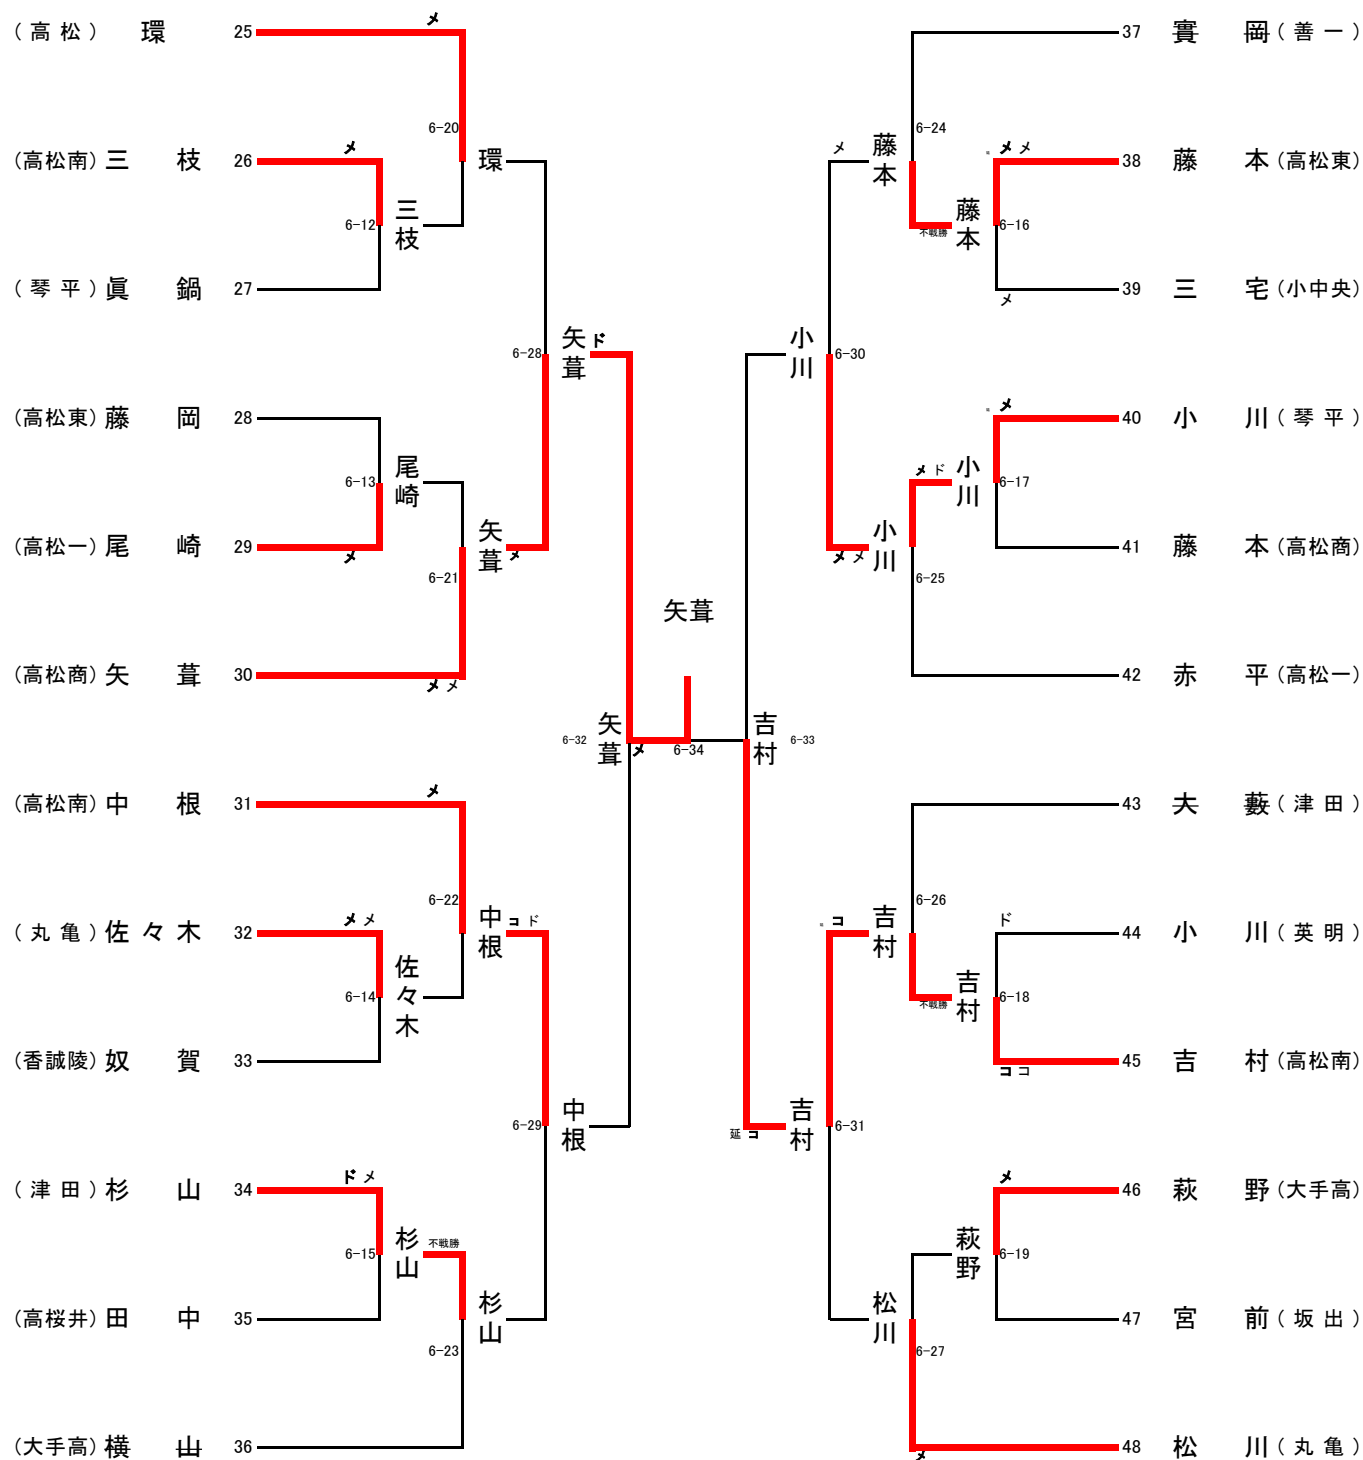 (高松) 環 25
(高松南) 三枝 26
(琴平) 眞鍋 27
(高松東) 藤岡 28
(高松一) 尾崎 29
(高松商) 矢葺 30
(高松南) 中根 31
(丸亀) 佐々木 32
(香誠陵) 奴賀 33
(津田) 杉山 34
(高桜井) 田中 35
(大手高) 横山 36
メ
6-20
メ
6-12
三枝
環
6-13
尾崎
メ
6-21
メメ
6-28
矢葺
メ
矢葺
ド
メ
6-22
メメ
6-14
佐々木
中根
コド
ドメ
6-15
杉山
不戦勝
6-23
杉山
6-29
中根
6-32
矢葺
メ
矢葺
6-34
吉村
6-33
37 實岡 (善一)
38 藤本 (高松東)
39 三宅 (小中央)
40 小川 (琴平)
41 藤本 (高松商)
42 赤平 (高松一)
43 大藪 (津田)
44 小川 (英明)
45 吉村 (高松南)
46 萩野 (大手高)
47 宮前 (坂出)
48 松川 (丸亀)
6-24
メ
藤本
不戦勝
藤本
メメ
6-16
メ
小川
6-30
メ
6-17
小川
メド
小川
メメ
6-25
6-26
ド
6-18
ココ
吉村
不戦勝
吉村
コ
6-31
吉村
延コ
メ
6-19
萩野
松川
6-27
メ